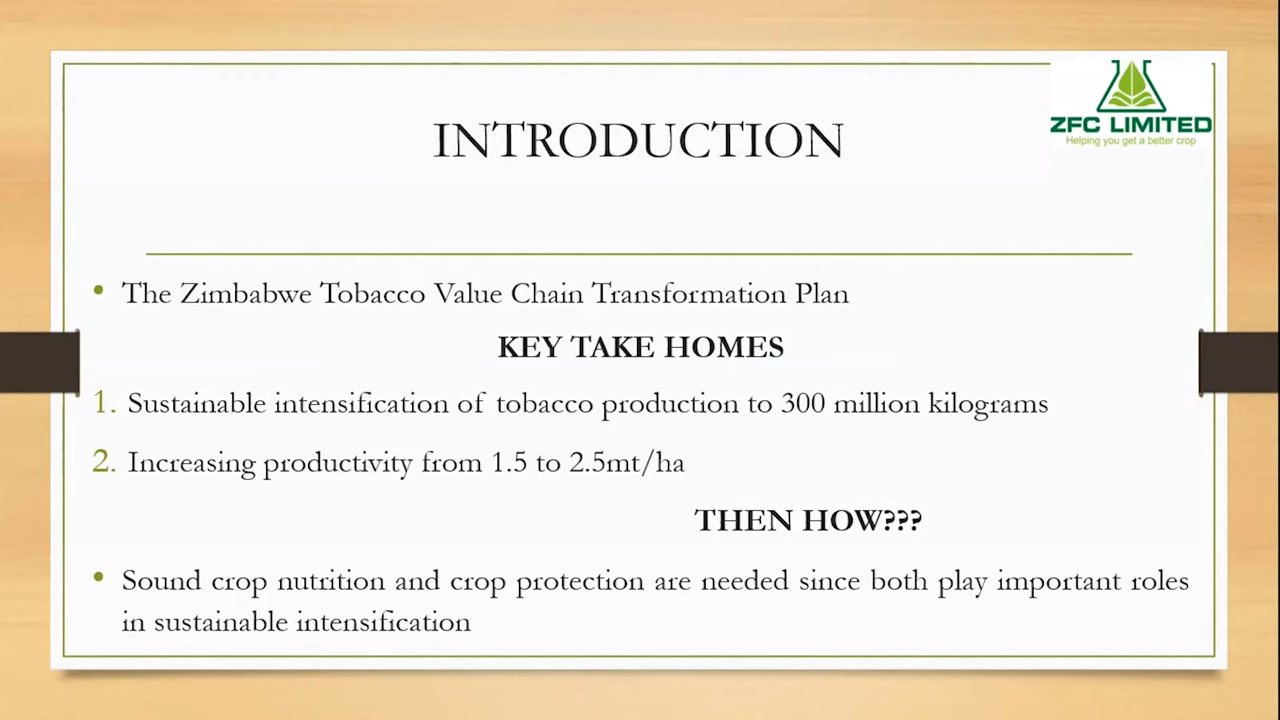 ZFC LIMITED
Helping you get a better crop
INTRODUCTION
• The Zimbabwe Tobacco Value Chain Transformation Plan
KEY TAKE HOMES
1. Sustainable intensification of tobacco production to 300 million kilograms
2. Increasing productivity from 1.5 to 2.5mt/ha
THEN HOW???
• Sound crop nutrition and crop protection are needed since both play important roles
in sustainable intensification